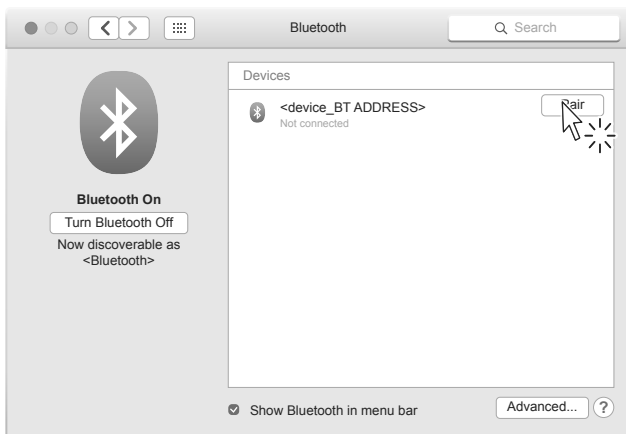 Bluetooth
Search
Devices
<device_BT ADDRESS>
Pair
Not connected
Bluetooth On
Turn Bluetooth Off
Now discoverable as
<Bluetooth>
Show Bluetooth in menu bar
Advanced...
?